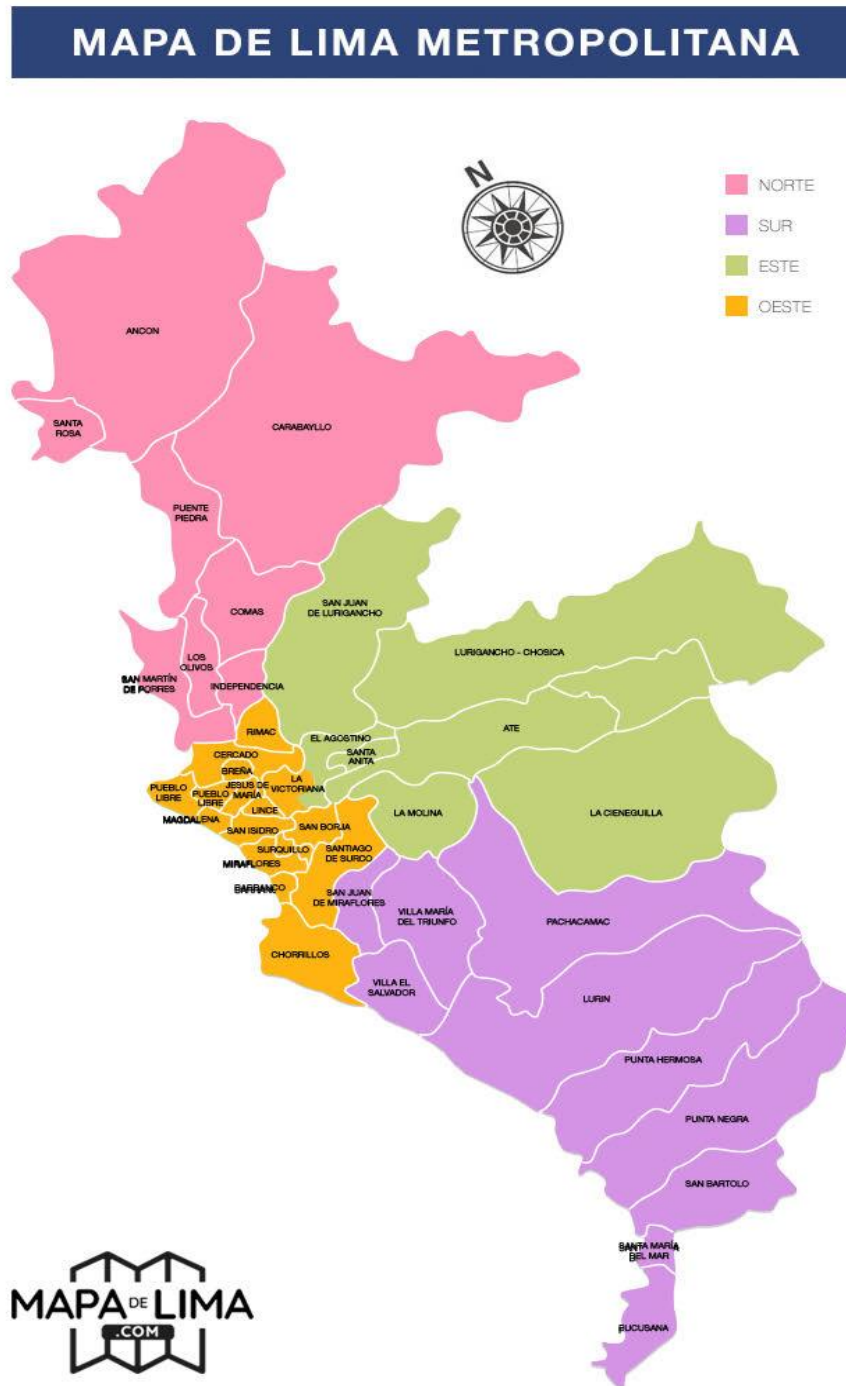 MAPA DE LIMA METROPOLITANA
N
NORTE
SUR
ESTE
OESTE
ANCON
SANTA
ROSA
CARABAYLLO
PUENTE
PIEDRA
COMAS
SAN JUAN
DE LURIGANCHO
LURIGANCHO - CHOSICA
LOS
OLIVOS
SAN MARTÍN
DE PORRES
INDEPENDENCIA
RIMAC
EL AGOSTINO
ATE
SANTA
ANITA
CERCADO
BREÑA
LA
VICTORIANA
JESUS DE
MARÍA
PUEBLO
LIBRE
PUEBLO
LIBRE
LINCE
LA MOLINA
LA CIENEGUILLA
MAGDALENA
SAN ISIDRO
SAN BORJA
SURQUILLO
SANTIAGO
DE SURCO
MIRAFLORES
BARRANCO
SAN JUAN
DE MIRAFLORES
VILLA MARÍA
DEL TRIUNFO
PACHACAMAC
CHORRILLOS
VILLA EL
SALVADOR
LURIN
PUNTA HERMOSA
PUNTA NEGRA
SAN BARTOLO
SANTA MARÍA
DEL MAR
PUCUSANA
MAPA DE LIMA
.COM